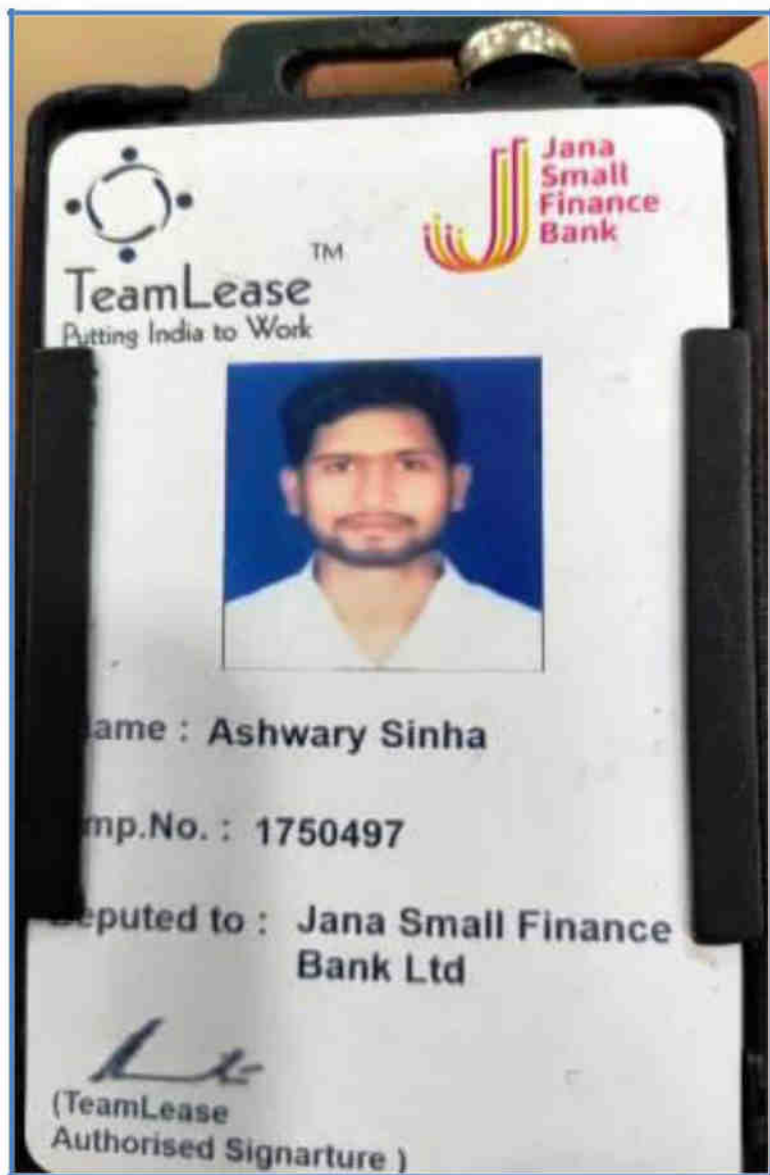 TeamLease TM
Putting India to Work
Jana
Small
Finance
Bank
ame : Ashwary Sinha
mp.No. : 1750497
eputed to : Jana Small Finance
Bank Ltd
(TeamLease
Authorised Signarture )